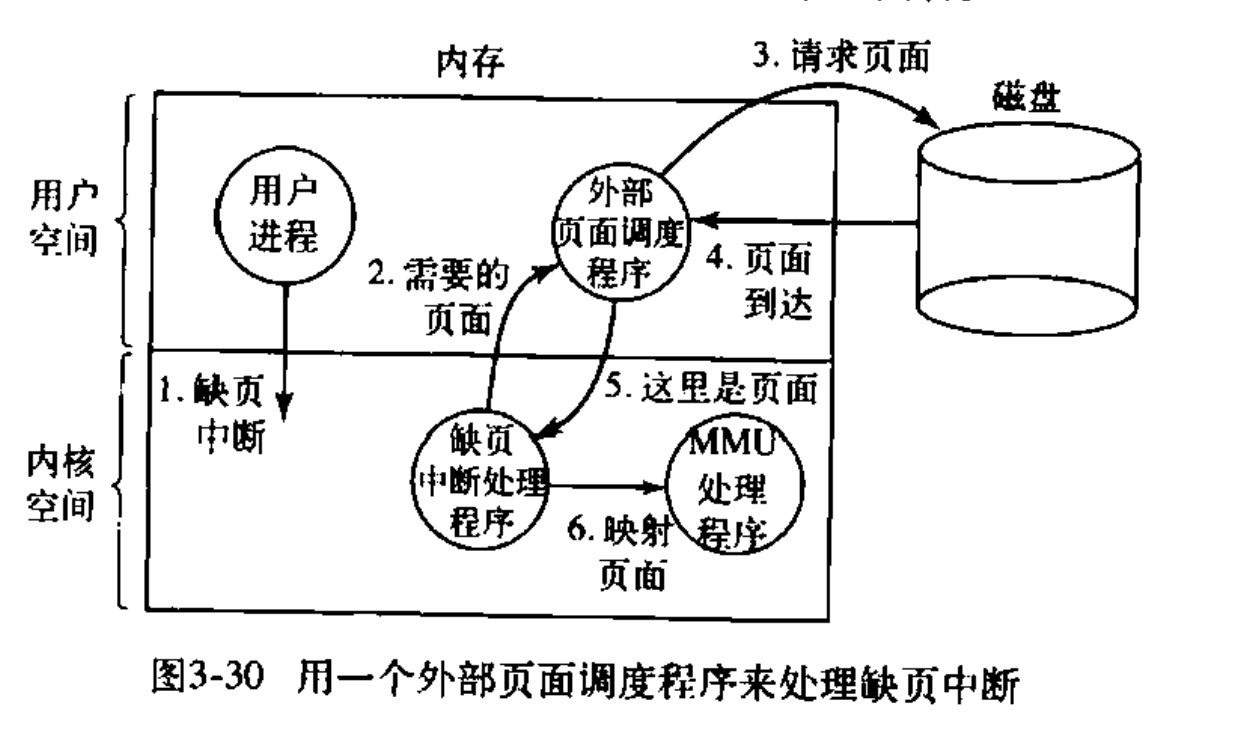 内存
3. 请求页面
磁盘
用户
空间
用户
进程
外部
页面调度
程序
2. 需要的
页面
4. 页面
到达
1. 缺页
中断
5. 这里是页面
内核
空间
缺页
中断处理
程序
MMU
处理
程序
6. 映射
页面
图3-30 用一个外部页面调度程序来处理缺页中断